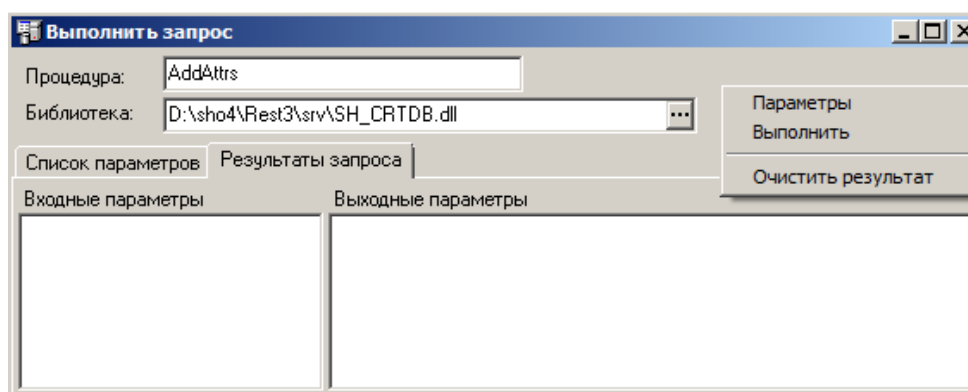 Выполнить запрос
Процедура: AddAttrs
Библиотека: D:\sho4\Rest3\srv\SH_CRTDB.dll ...
Параметры
Выполнить
Очистить результат
Список параметров Результаты запроса
Входные параметры Выходные параметры